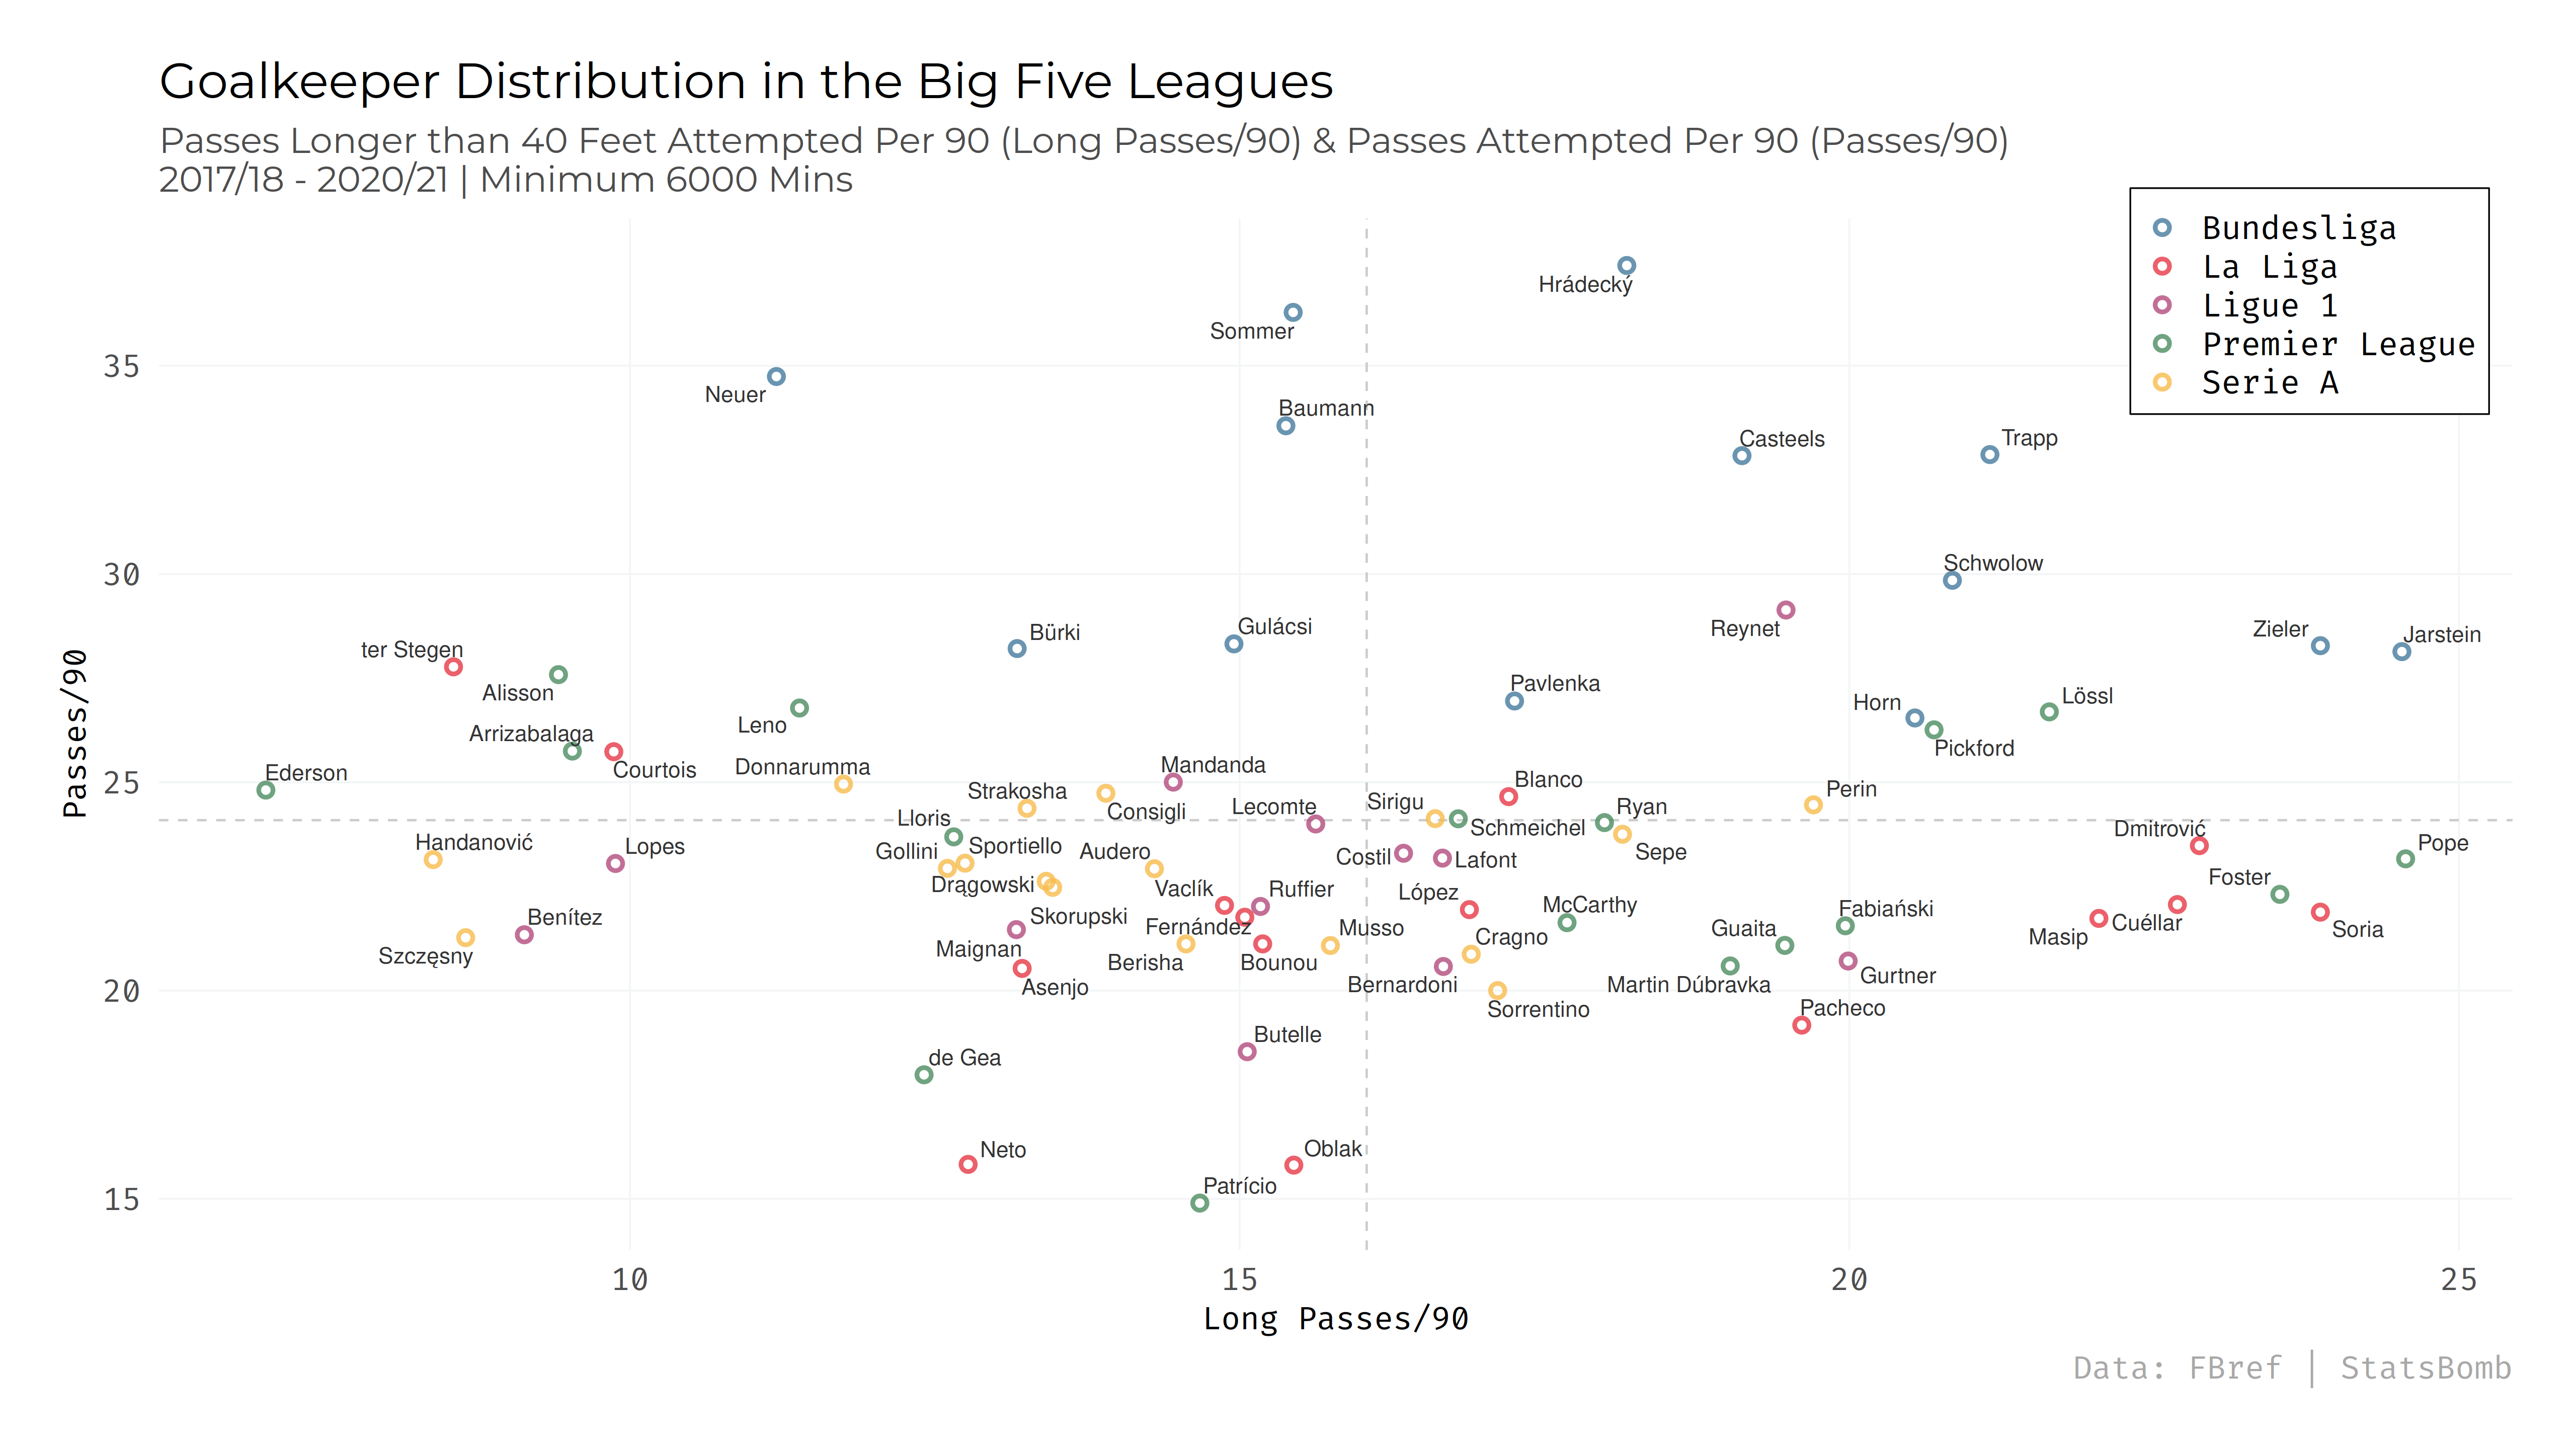 Goalkeeper Distribution in the Big Five Leagues
Passes Longer than 40 Feet Attempted Per 90 (Long Passes/90) & Passes Attempted Per 90 (Passes/90)
2017/18 - 2020/21 | Minimum 6000 Mins
Bundesliga
La Liga
Ligue 1
Premier League
Serie A
Hrádecký
Sommer
35
Neuer
Baumann
Casteels
Trapp
30
Schwolow
Reynet
Zieler
Jarstein
Bürki
Gulácsi
ter Stegen
Alisson
Pavlenka
Horn
Lössl
Leno
Arrizabalaga
Pickford
Passes/90
Courtois
Donnarumma
Mandanda
Ederson
25
Strakosha
Consigli
Blanco
Perin
Lecomte
Sirigu
Ryan
Lloris
Schmeichel
Dmitrović
Handanović
Lopes
Gollini
Sportiello
Audero
Costil
Lafont
Sepe
Pope
Drągowski
Vaclík
Ruffier
López
Foster
Benítez
Skorupski
Fernández
Musso
McCarthy
Fabiański
Cuéllar
Soria
Szczęsny
Maignan
Berisha
Bounou
Cragno
Guaita
Masip
20
Asenjo
Bernardoni
Sorrentino
Martin Dúbravka
Gurtner
Pacheco
Butelle
de Gea
Neto
Oblak
15
Patrício
10
15
20
25
Long Passes/90
Data: FBref | StatsBomb